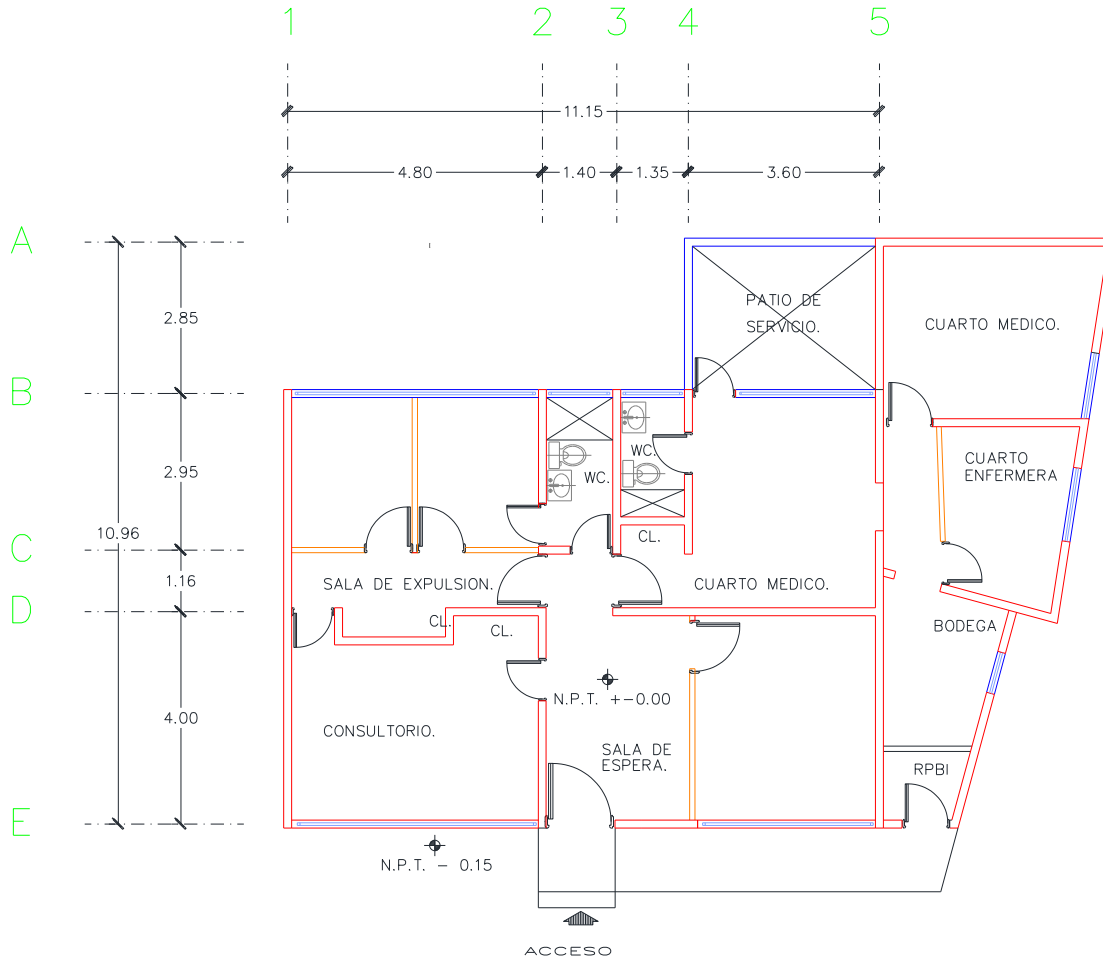 1
2
3
4
5
11.15
4.80
1.40
1.35
3.60
A
2.85
PATIO DE
SERVICIO.
CUARTO MEDICO.
B
2.95
WC.
WC.
CUARTO
ENFERMERA
10.96
CL.
C
1.16
SALA DE EXPULSION.
CUARTO MEDICO.
D
CL.
CL.
BODEGA
N.P.T. +-0.00
4.00
CONSULTORIO.
SALA DE
ESPERA.
RPBI
E
N.P.T. - 0.15
ACCESO